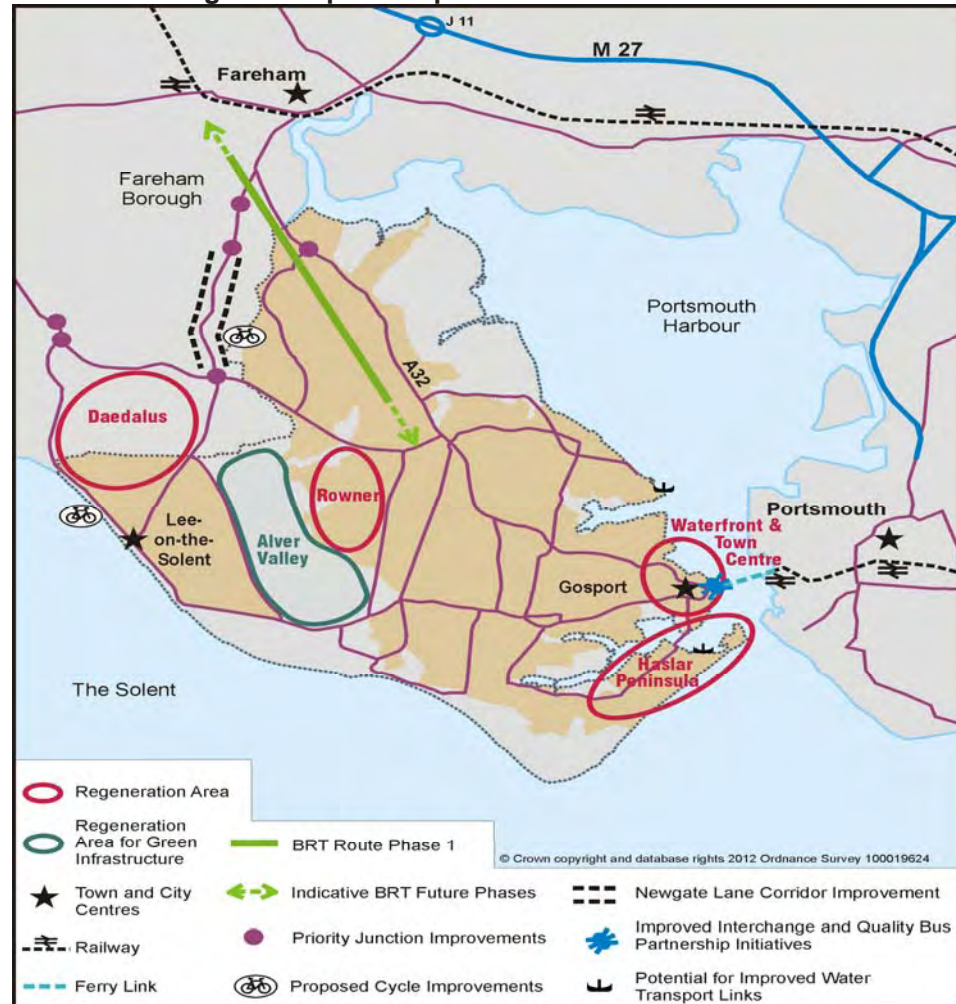 J 11
M 27
Fareham
Fareham
Borough
Portsmouth
Harbour
A32
Daedalus
Rowner
Lee-
on-the-
Solent
Alver
Valley
Waterfront &
Town
Centre
Portsmouth
Gosport
Haslar
Peninsula
The Solent
Regeneration Area
Regeneration
Area for Green
Infrastructure
BRT Route Phase 1
© Crown copyright and database rights 2012 Ordnance Survey 100019624
Town and City
Centres
Indicative BRT Future Phases
Newgate Lane Corridor Improvement
Railway
Priority Junction Improvements
Improved Interchange and Quality Bus
Partnership Initiatives
Ferry Link
Proposed Cycle Improvements
Potential for Improved Water
Transport Links